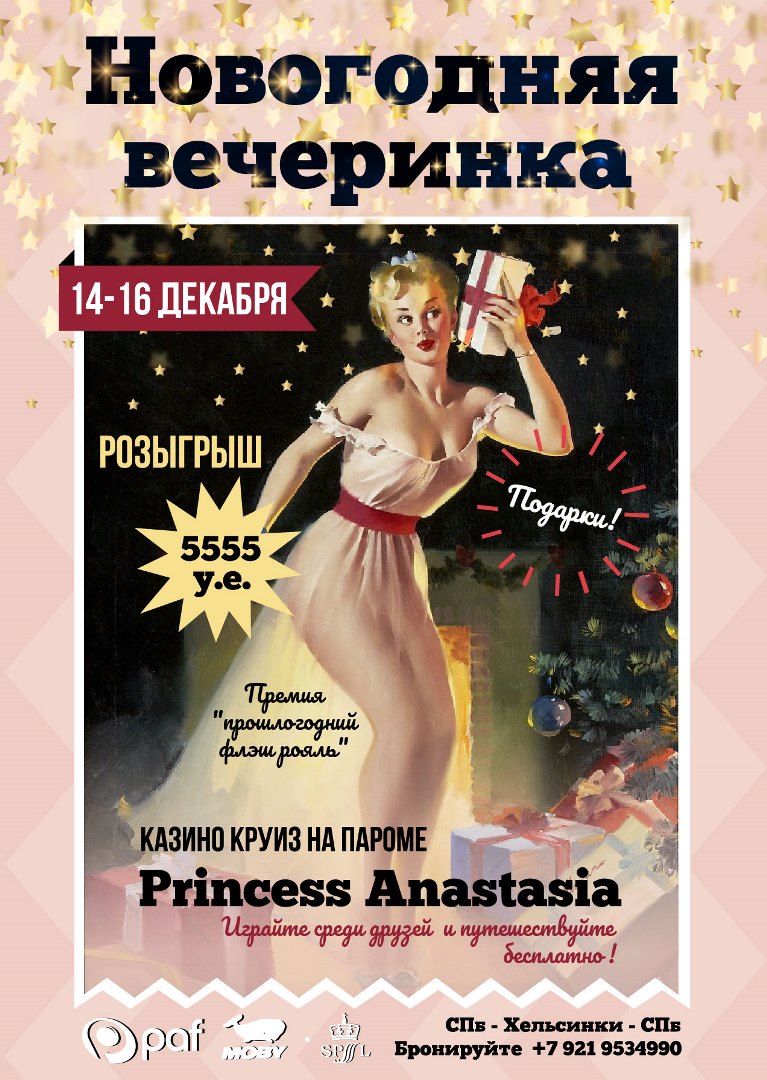 Новогодняя
вечеринка
14-16 ДЕКАБРЯ
РОЗЫГРЫШ
5555
у.е.
Подарки!
Премия
"прошлогодний
флэш рояль"
КАЗИНО КРУИЗ НА ПАРОМЕ
Princess Anastasia
Играйте среди друзей и путешествуйте
бесплатно!
paf
MOBY
SPL
СПб - Хельсинки - СПб
Бронируйте +7 921 9534990